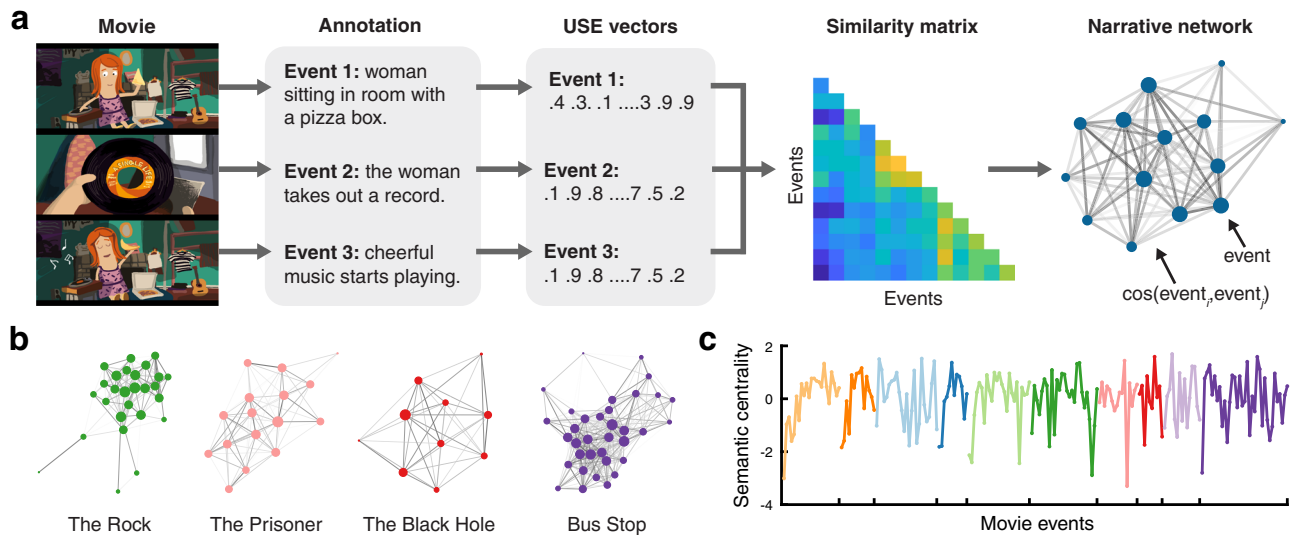 a
Movie
Annotation
USE vectors
Similarity matrix
Narrative network
Event 1: woman
sitting in room with
a pizza box.
Event 2: the woman
takes out a record.
Event 3: cheerful
music starts playing.
Event 1:
.4 .3. .1 ....3 .9 .9
Event 2:
.1 .9 .8 ....7 .5 .2
Event 3:
.1 .9 .8 ....7 .5 .2
Events
Events
event
cos(eventi,eventj)
b
The Rock
The Prisoner
The Black Hole
Bus Stop
c
Semantic centrality
2
0
-2
-4
Movie events